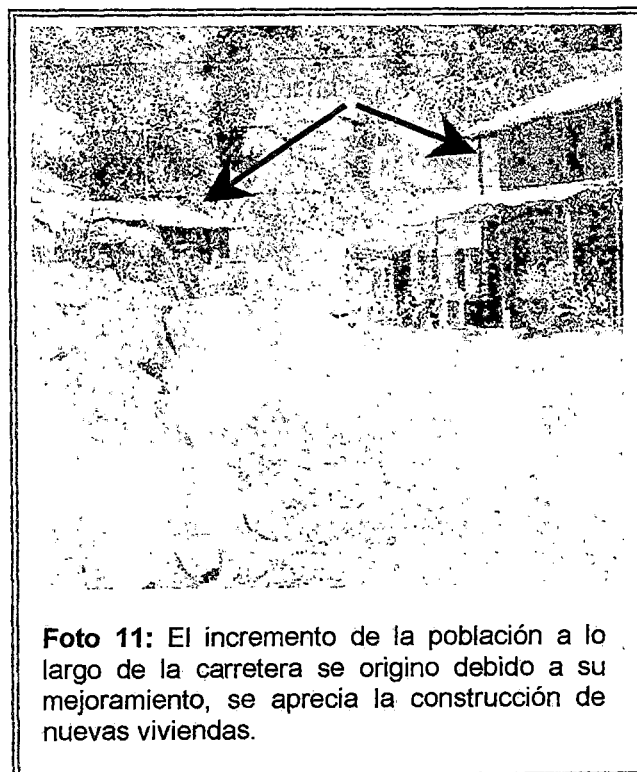 Foto 11: El incremento de la población a lo
largo de la carretera se origino debido a su
mejoramiento, se aprecia la construcción de
nuevas viviendas.